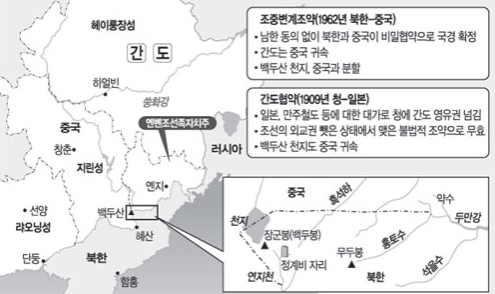 헤이룽장성
간 도
하얼빈
쑹화강
중국
창춘
옌볜조선족자치주
지린성
러시아
옌지
선양
백두산
랴오닝성
혜산
단둥
북한
함흥
조중변계조약(1962년 북한–중국)
• 남한 동의 없이 북한과 중국이 비밀협약으로 국경 확정
• 간도는 중국 귀속
• 백두산 천지, 중국과 분할
간도협약(1909년 청–일본)
• 일본, 만주철도 등에 대한 대가로 청에 간도 영유권 넘김
• 조선의 외교권 뺏은 상태에서 맺은 불법적 조약으로 무효
• 백두산 천지도 중국 귀속
중국
흑석하
약수
천지
두만강
장군봉(백두봉)
홍토수
무두봉
정계비 자리
석을수
연지천
북한